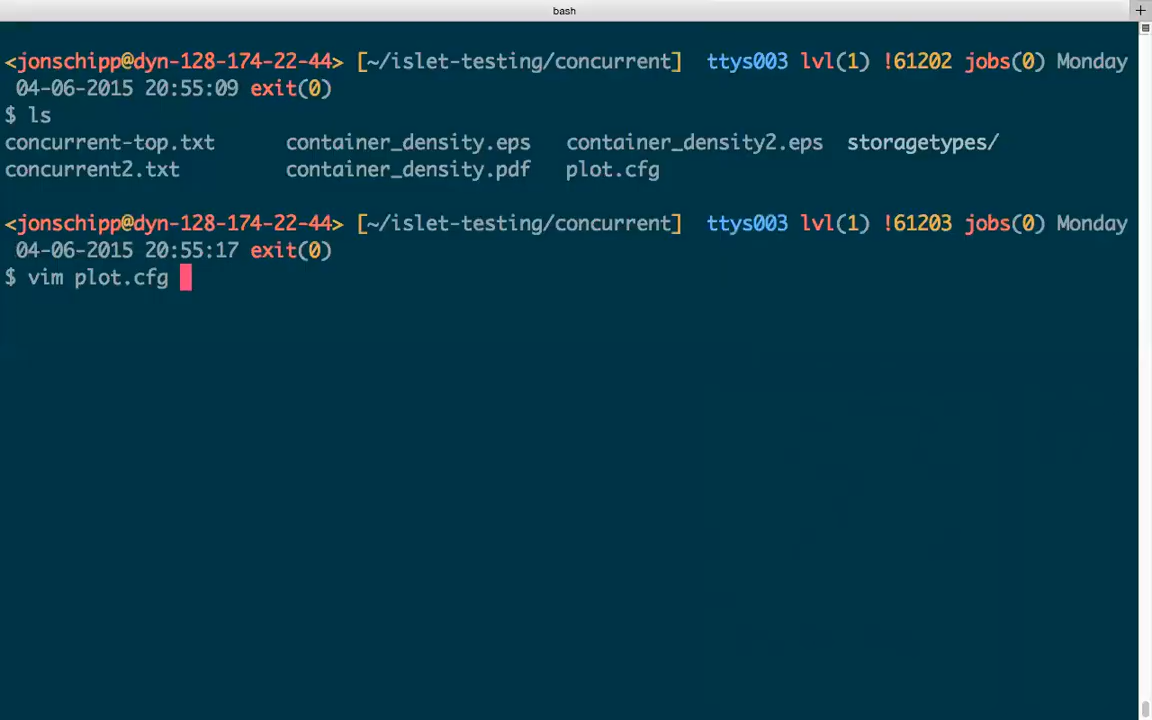 bash
<jonschipp@dyn-128-174-22-44> [~/islet-testing/concurrent]  ttys003 lvl(1) !61202 jobs(0) Monday
04-06-2015 20:55:09 exit(0)
$ ls
concurrent-top.txt container_density.eps container_density2.eps storagetypes/
concurrent2.txt container_density.pdf plot.cfg
<jonschipp@dyn-128-174-22-44> [~/islet-testing/concurrent]  ttys003 lvl(1) !61203 jobs(0) Monday
04-06-2015 20:55:17 exit(0)
$ vim plot.cfg